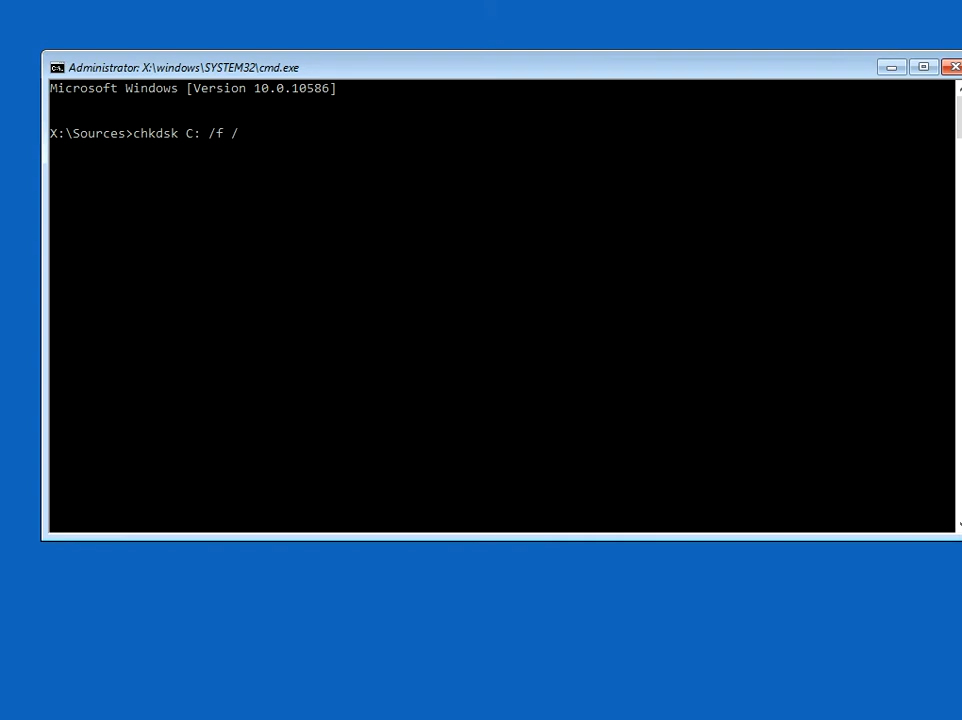 Administrator: X:\windows\SYSTEM32\cmd.exe
Microsoft Windows [Version 10.0.10586]
X:\Sources>chkdsk C: /f /